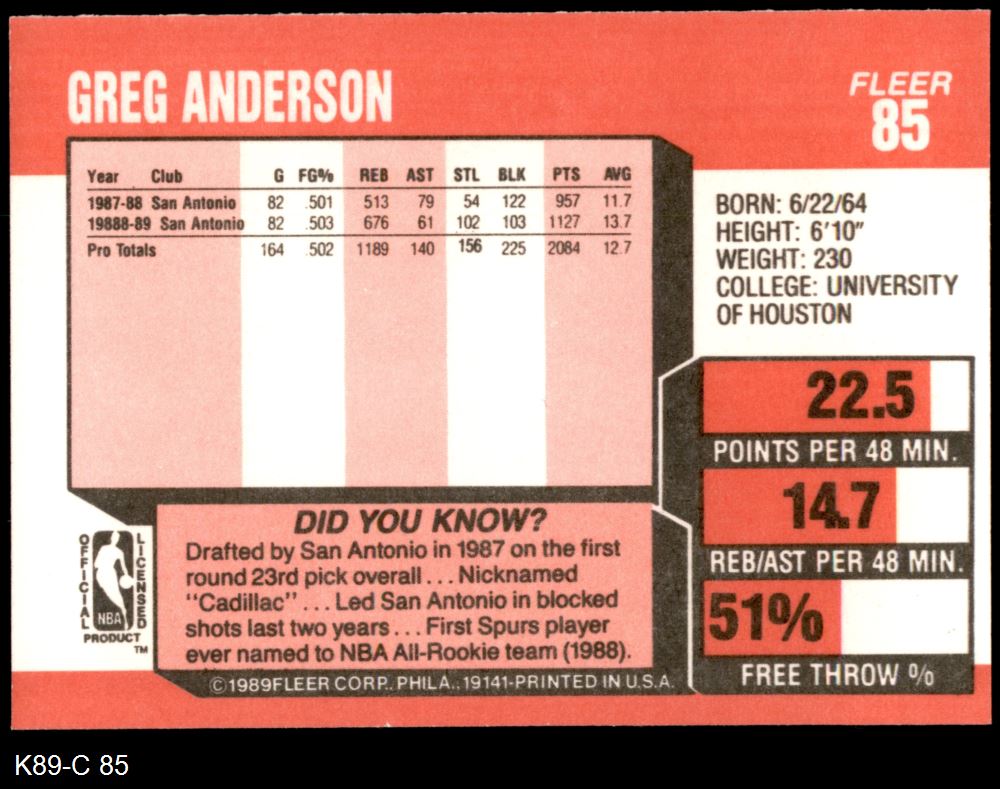 GREG ANDERSON
FLEER
85
Year Club G FG% REB AST STL BLK PTS AVG
1987-88 San Antonio 82 .501 513 79 54 122 957 11.7
19888-89 San Antonio 82 .503 676 61 102 103 1127 13.7
Pro Totals 164 .502 1189 140 156 225 2084 12.7
BORN: 6/22/64
HEIGHT: 6'10"
WEIGHT: 230
COLLEGE: UNIVERSITY
OF HOUSTON
22.5
POINTS PER 48 MIN.
14.7
REB/AST PER 48 MIN.
51%
FREE THROW %
DID YOU KNOW?
Drafted by San Antonio in 1987 on the first
round 23rd pick overall . . . Nicknamed
"Cadillac" . . . Led San Antonio in blocked
shots last two years . . . First Spurs player
ever named to NBA All-Rookie team (1988).
OFFICIAL
LICENSED
NBA
PRODUCT
TM
©1989 FLEER CORP., PHILA., 19141-PRINTED IN U.S.A.
K89-C 85